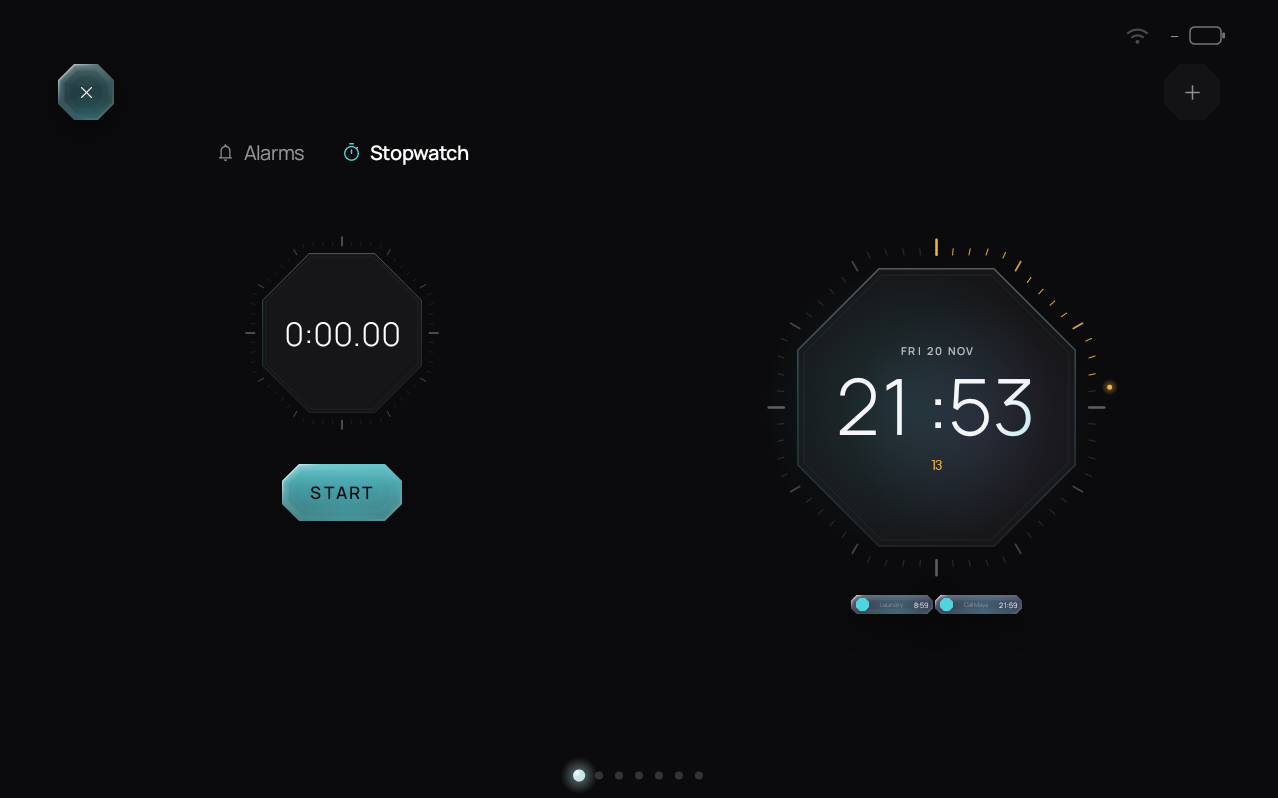 –
Alarms
Stopwatch
0:00.00
START
FRI 20 NOV
21:53
13
Laundry 8:59
Call Maya 21:59